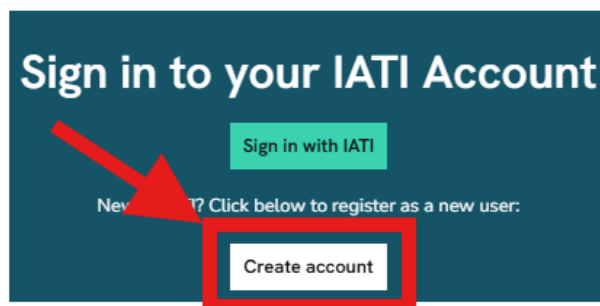 Sign in to your IATI Account
Sign in with IATI
New ? Click below to register as a new user:
Create account